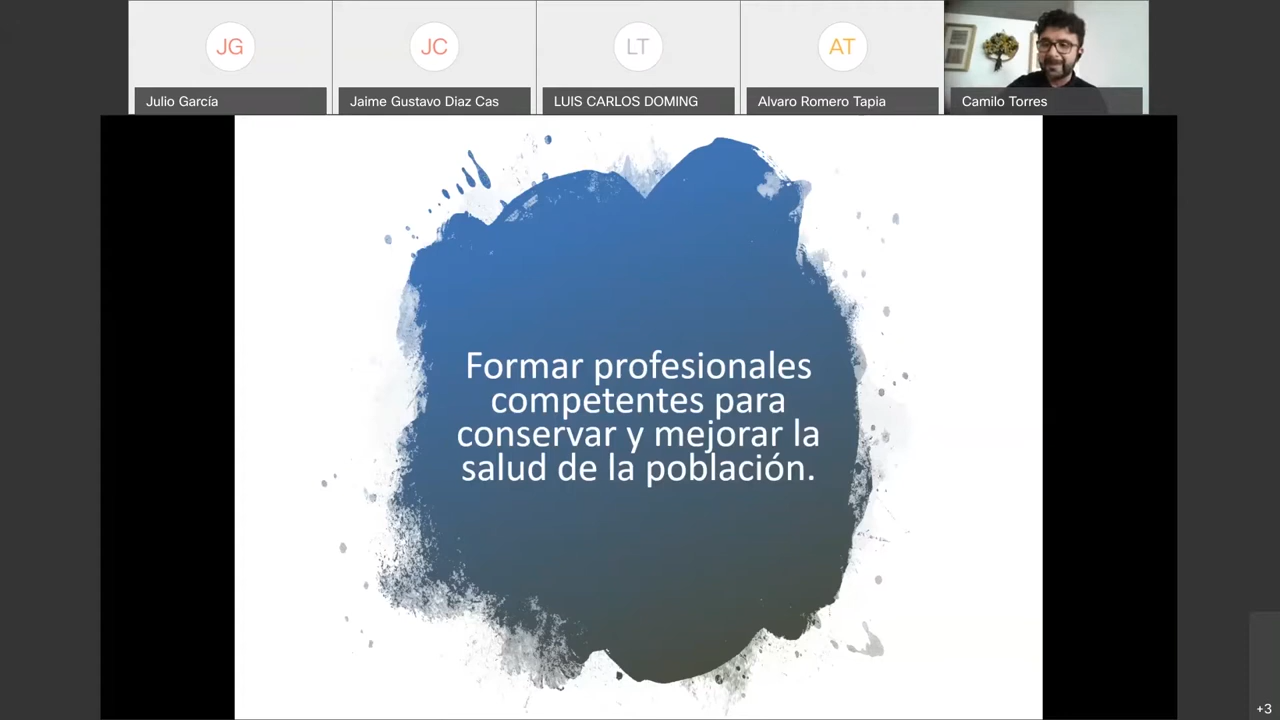 JG
JC
LT
AT
Julio García
Jaime Gustavo Diaz Cas
LUIS CARLOS DOMING
Alvaro Romero Tapia
Camilo Torres
Formar profesionales
competentes para
conservar y mejorar la
salud de la población.
+3